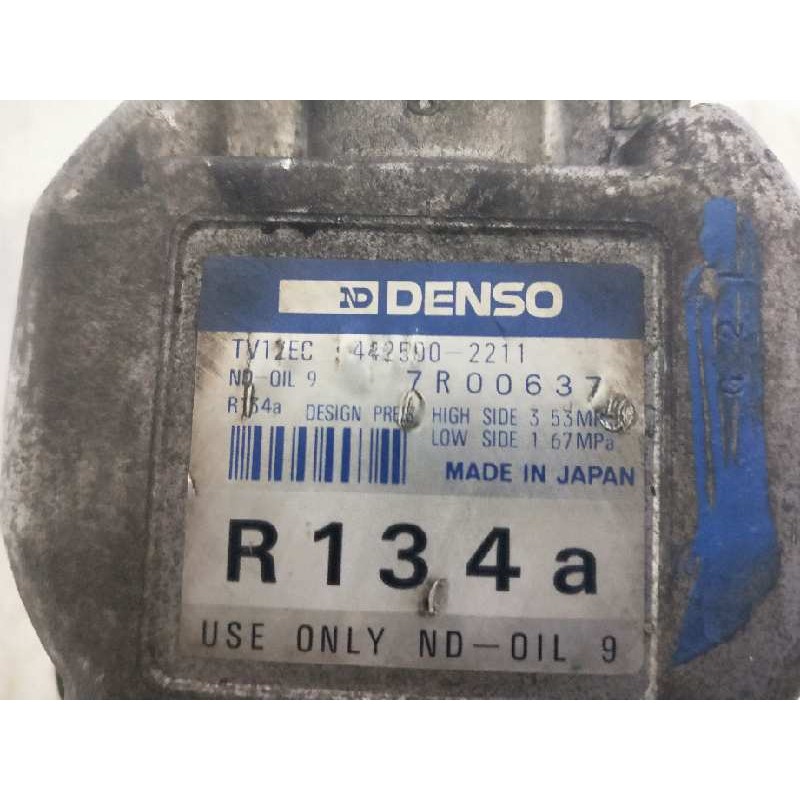 ND DENSO
TV12EC 442500-2211
ND-OIL 9 7R00637
R134a DESIGN PRES HIGH SIDE 3 53MPa
LOW SIDE 1 67MPa
MADE IN JAPAN
R134a
USE ONLY ND-OIL 9